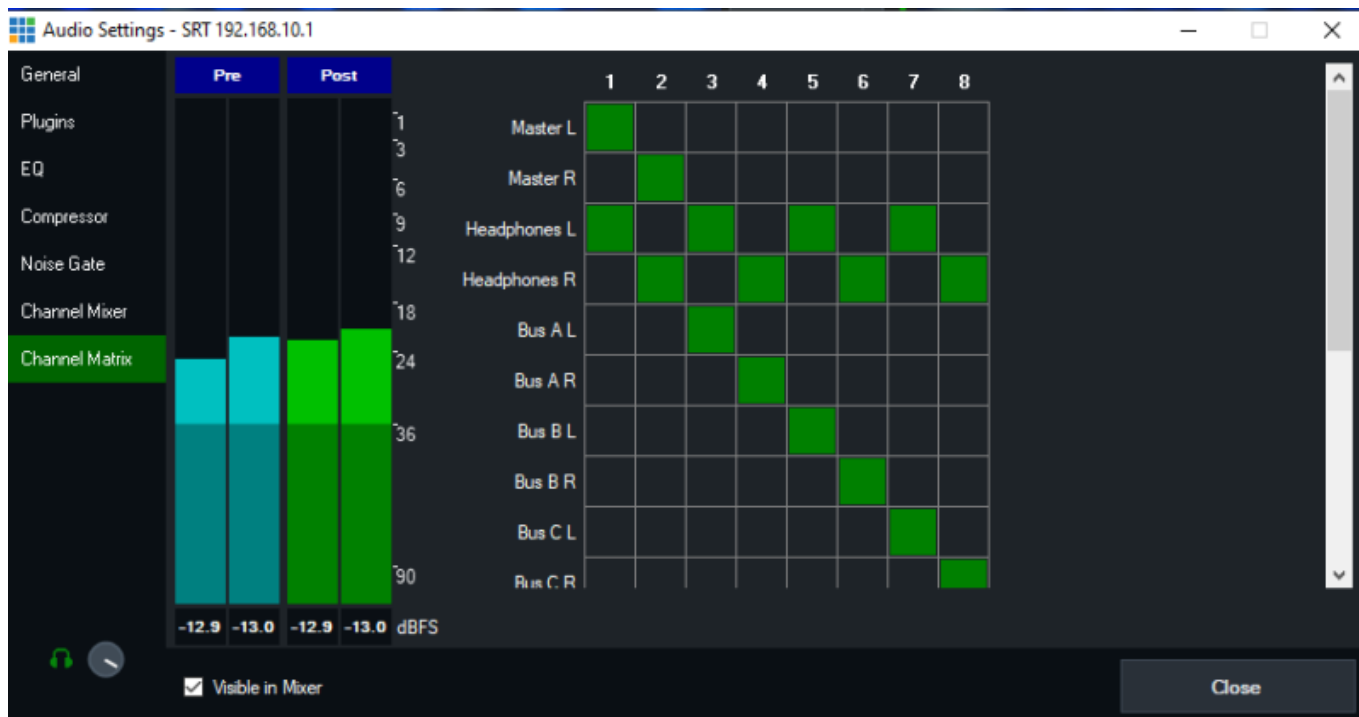 Audio Settings - SRT 192.168.10.1
General
Plugins
EQ
Compressor
Noise Gate
Channel Mixer
Channel Matrix
Pre Post
1
3
6
9
12
18
24
36
90
-12.9 -13.0 -12.9 -13.0 dBFS
1 2 3 4 5 6 7 8
Master L
Master R
Headphones L
Headphones R
Bus A L
Bus A R
Bus B L
Bus B R
Bus C L
Bus C R
Visible in Mixer
Close